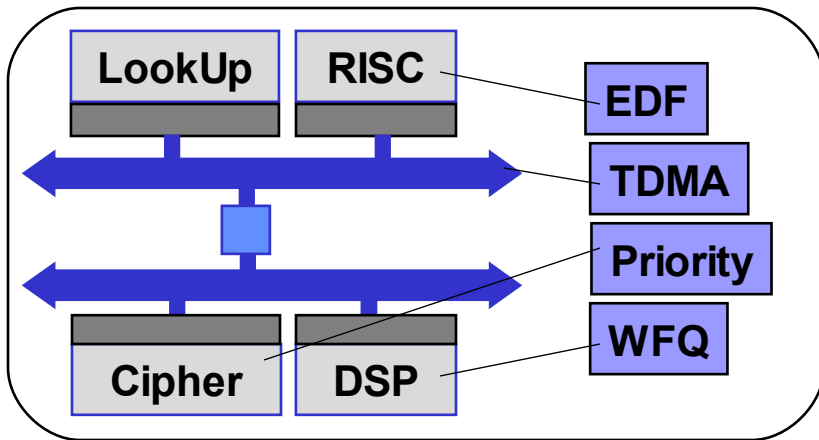 LookUp
RISC
EDF
TDMA
Priority
WFQ
Cipher
DSP